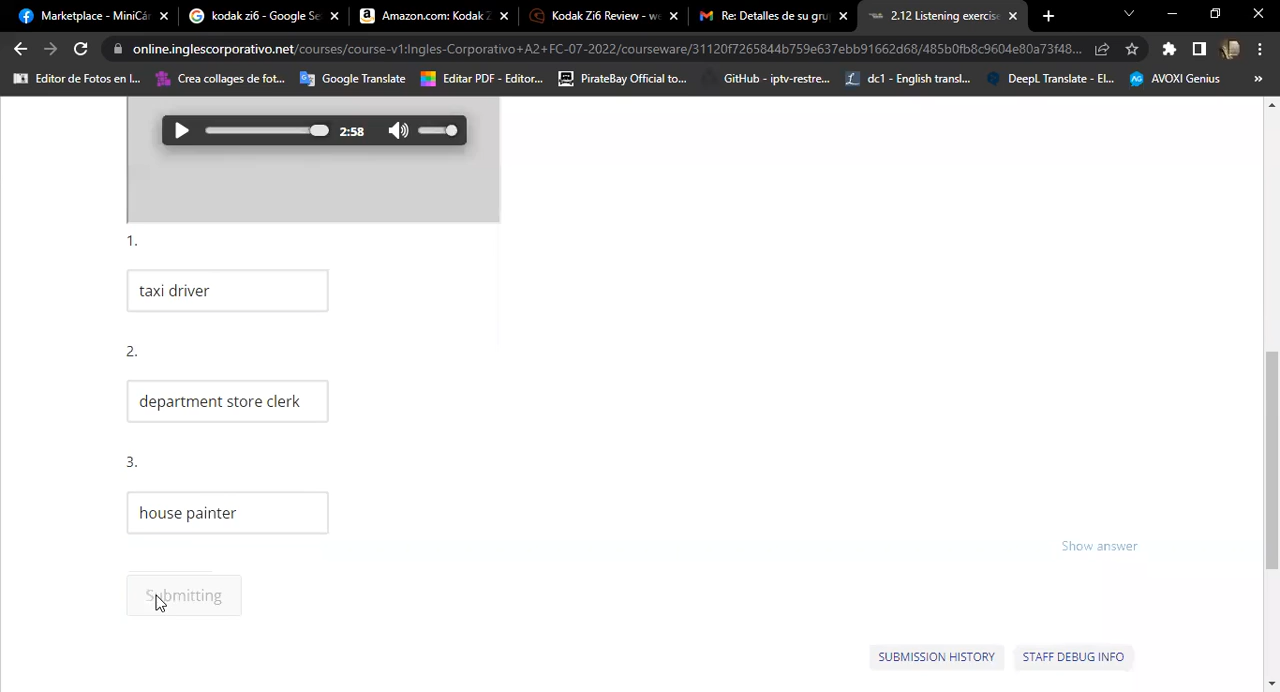 Marketplace - MiniCár
kodak zi6 - Google Se
Amazon.com: Kodak Z
Kodak Zi6 Review - we
Re: Detalles de su gru
2.12 Listening exercise
online.inglescorporativo.net/courses/course-v1:Ingles-Corporativo+A2+FC-07-2022/courseware/31120f7265844b759e637ebb91662d68/485b0fb8c9604e80a73f48...
Editor de Fotos en l...
Crea collages de fot...
Google Translate
Editar PDF - Editor...
PirateBay Official to...
GitHub - iptv-restre...
dc1 - English transl...
DeepL Translate - El...
AVOXI Genius
»
2:58
1.
taxi driver
2.
department store clerk
3.
house painter
Show answer
Submitting
SUBMISSION HISTORY
STAFF DEBUG INFO